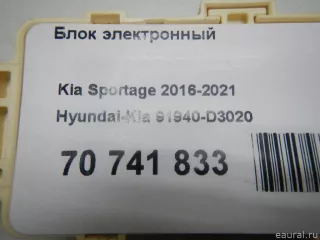 Блок электронный
Kia Sportage 2016-2021
Hyundai-Kia 91940-D3020
70 741 833
eaural.ru